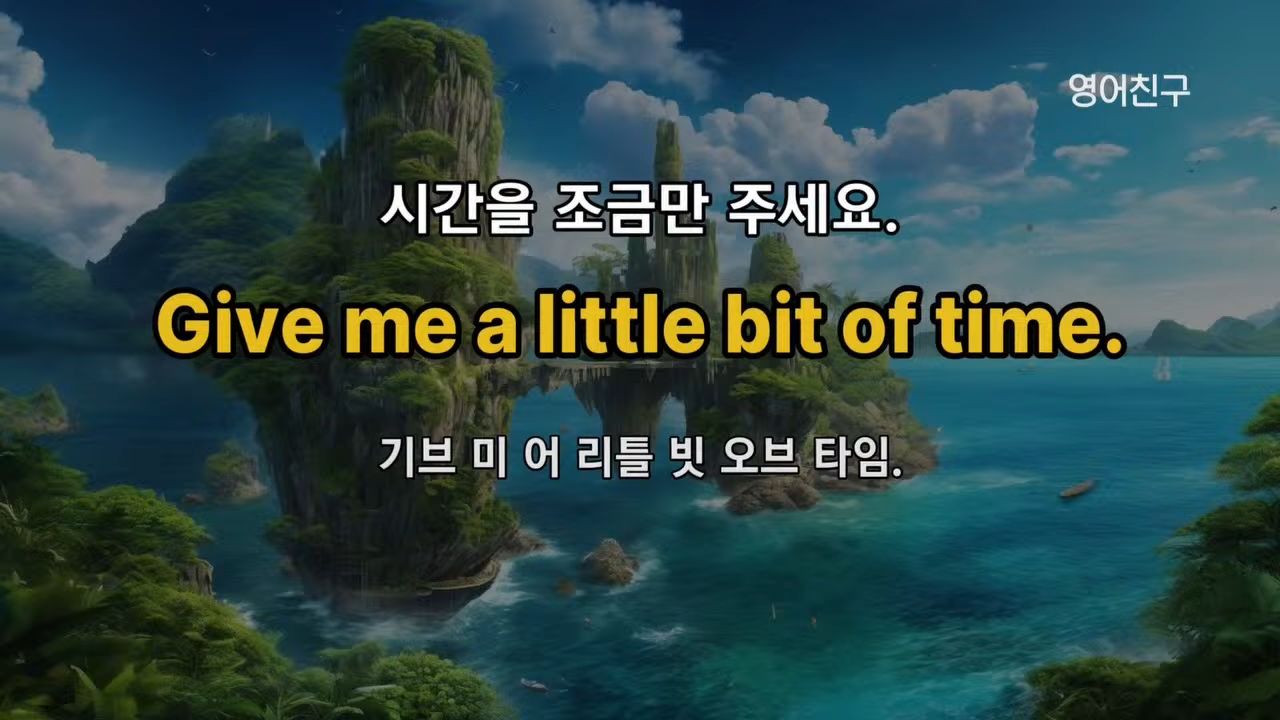 영어친구
시간을 조금만 주세요.
Give me a little bit of time.
기브 미 어 리틀 빗 오브 타임.